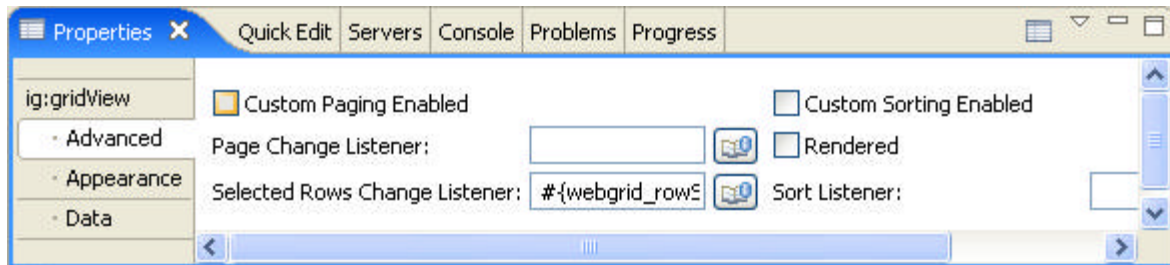 Properties Quick Edit Servers Console Problems Progress
ig:gridView
Custom Paging Enabled Custom Sorting Enabled
Advanced
Page Change Listener: Rendered
Appearance
Selected Rows Change Listener: #{webgrid_rowS Sort Listener:
Data